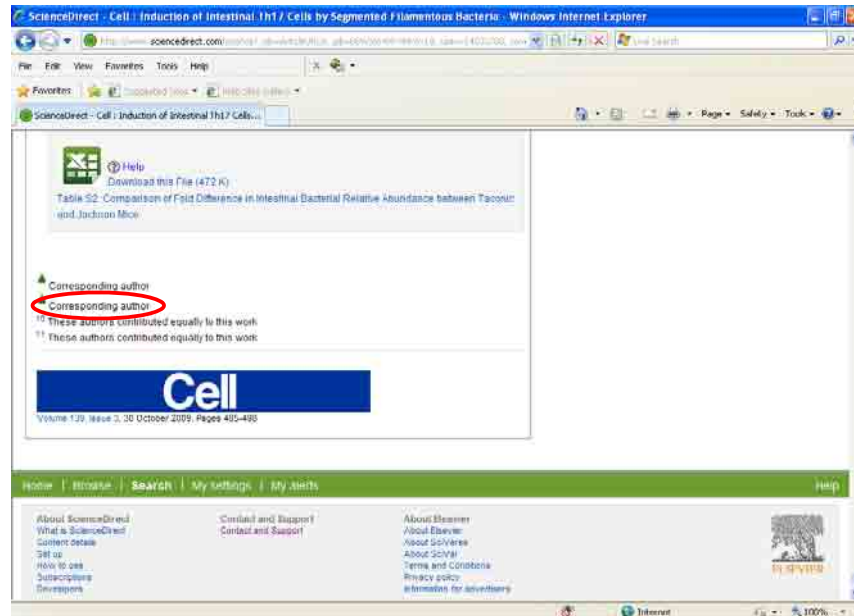 ScienceDirect - Cell : Induction of Intestinal Th17 Cells by Segmented Filamentous Bacteria - Windows Internet Explorer
sciencedirect.com
Live Search
File Edit View Favorites Tools Help
Favorites
ScienceDirect - Cell : Induction of Intestinal Th17 Cells...
Page Safety Tools
Help
Download this File (472 K)
Table S2. Comparison of Fold Difference in Intestinal Bacterial Relative Abundance between Taconic
and Jackson Mice
Corresponding author
Corresponding author
10 These authors contributed equally to this work
11 These authors contributed equally to this work
Cell
Volume 139, Issue 3, 30 October 2009, Pages 485-498
Home | Browse | Search | My settings | My alerts
Help
About ScienceDirect
What is ScienceDirect
Content details
Set up
How to use
Subscriptions
Developers
Contact and Support
Contact and Support
About Elsevier
About Elsevier
About SciVerse
About SciVal
Terms and Conditions
Privacy policy
Information for advertisers
ELSEVIER
Internet
100%